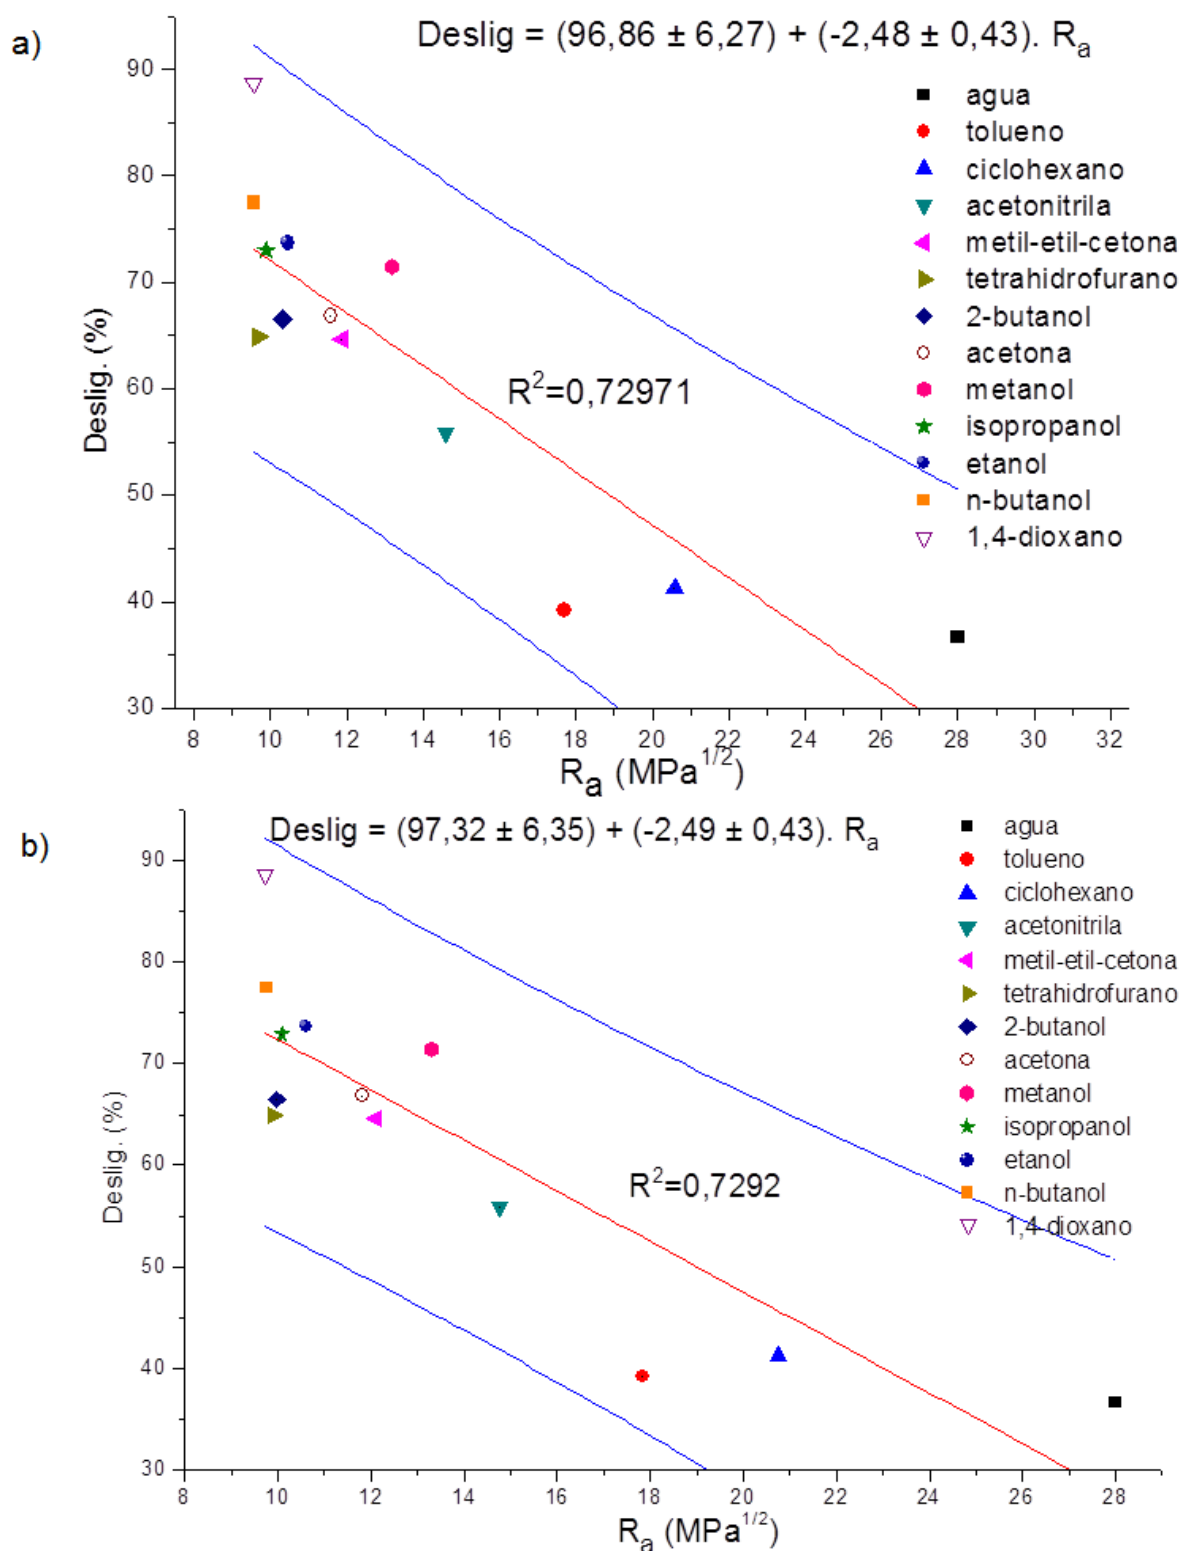 a)
Deslig = (96,86 ± 6,27) + (-2,48 ± 0,43). Ra
agua
tolueno
ciclohexano
acetonitrila
metil-etil-cetona
tetrahidrofurano
2-butanol
acetona
metanol
isopropanol
etanol
n-butanol
1,4-dioxano
R²=0,72971
Deslig. (%)
90
80
70
60
50
40
30
8 10 12 14 16 18 20 22 24 26 28 30 32
Ra (MPa^1/2)
b)
Deslig = (97,32 ± 6,35) + (-2,49 ± 0,43). Ra
agua
tolueno
ciclohexano
acetonitrila
metil-etil-cetona
tetrahidrofurano
2-butanol
acetona
metanol
isopropanol
etanol
n-butanol
1,4-dioxano
R²=0,7292
Deslig. (%)
90
80
70
60
50
40
30
8 10 12 14 16 18 20 22 24 26 28
Ra (MPa^1/2)